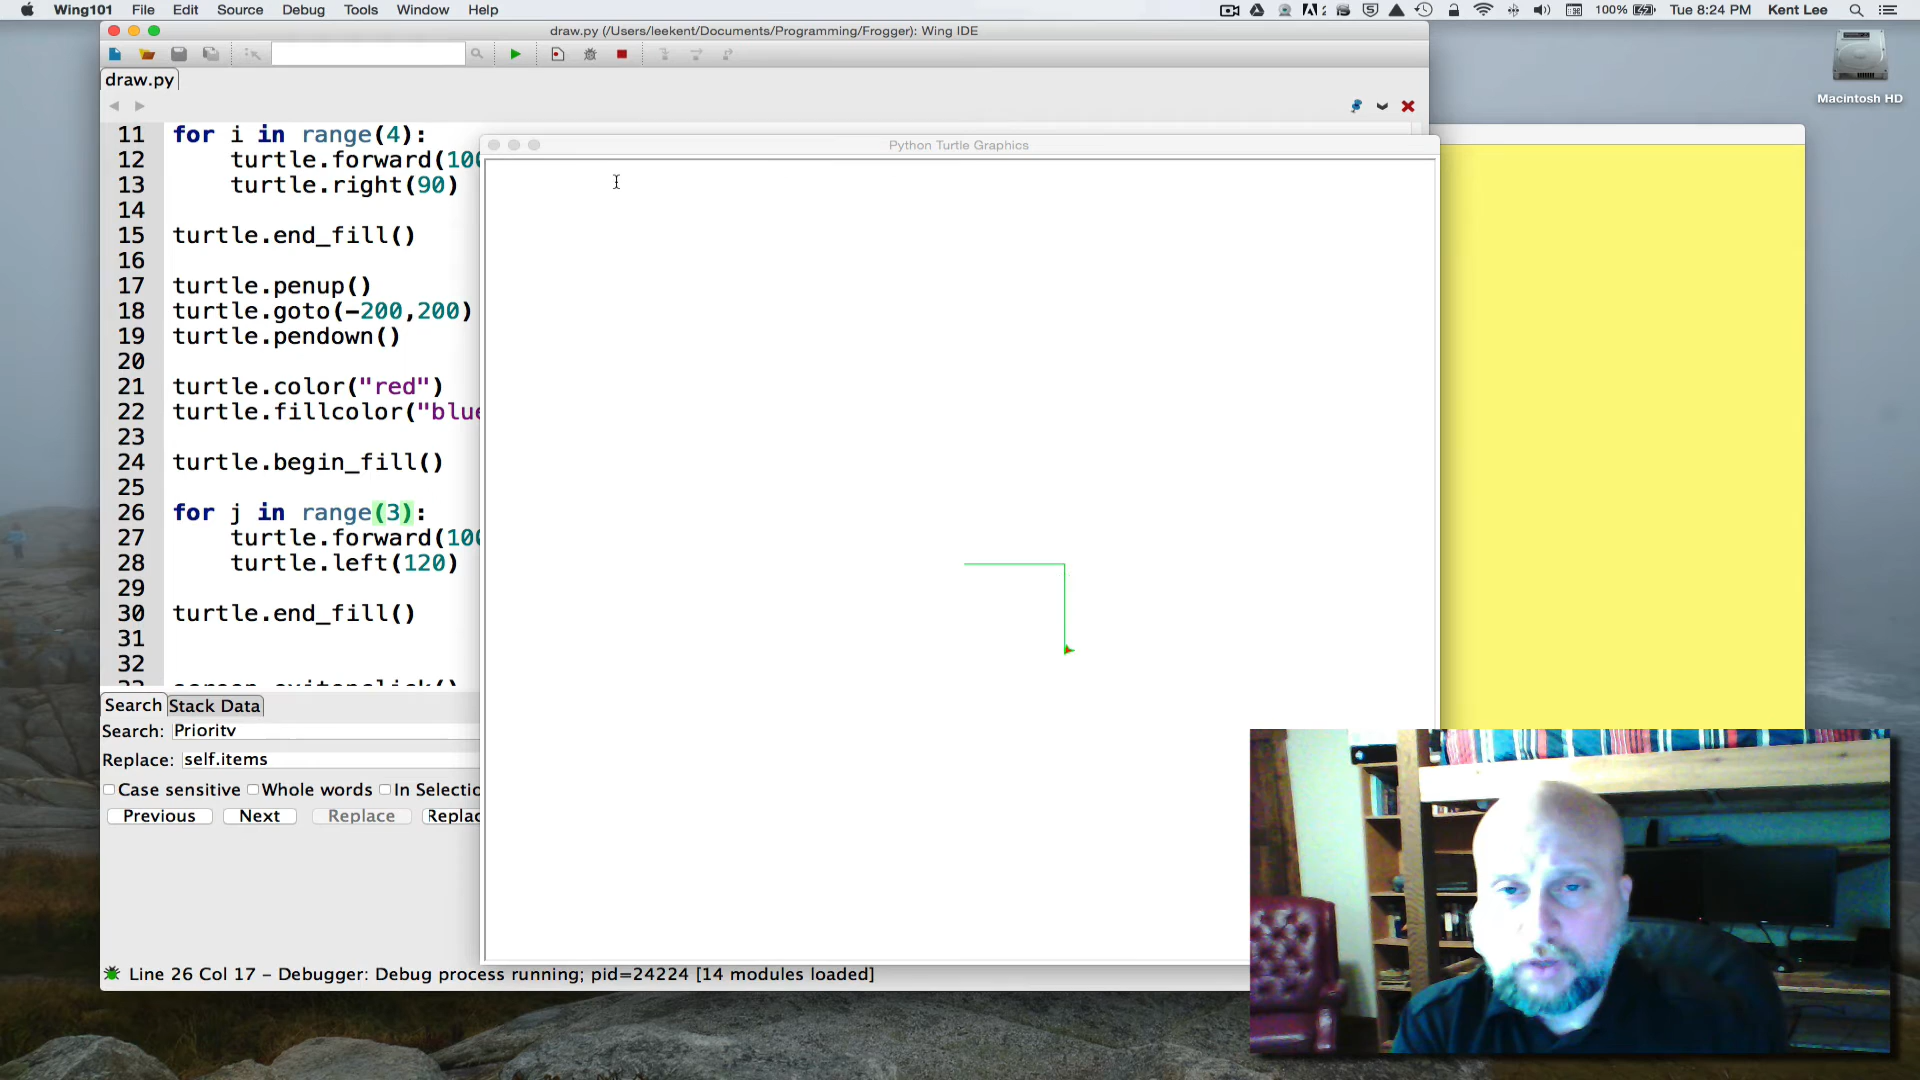 Wing101 File Edit Source Debug Tools Window Help 100% Tue 8:24 PM Kent Lee
draw.py (/Users/leekent/Documents/Programming/Frogger): Wing IDE
draw.py
Macintosh HD
Python Turtle Graphics
11 for i in range(4):
12 turtle.forward(100
13 turtle.right(90)
14
15 turtle.end_fill()
16
17 turtle.penup()
18 turtle.goto(-200,200)
19 turtle.pendown()
20
21 turtle.color("red")
22 turtle.fillcolor("blue
23
24 turtle.begin_fill()
25
26 for j in range(3):
27 turtle.forward(100
28 turtle.left(120)
29
30 turtle.end_fill()
31
32
33 screen.exitonclick()
Search Stack Data
Search: Priority
Replace: self.items
Case sensitive Whole words In Selectio
Previous Next Replace Replac
Line 26 Col 17 – Debugger: Debug process running; pid=24224 [14 modules loaded]